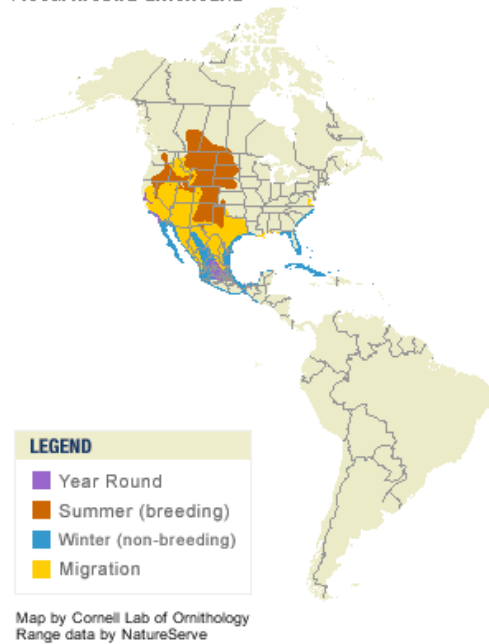 LEGEND
Year Round
Summer (breeding)
Winter (non-breeding)
Migration
Map by Cornell Lab of Ornithology
Range data by NatureServe